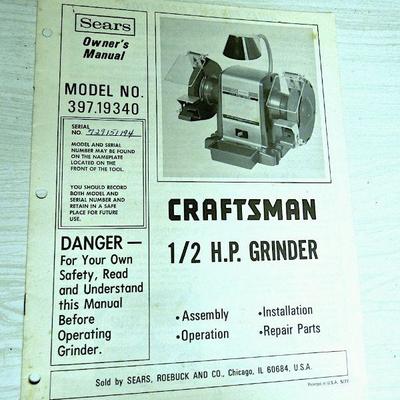 Sears
Owner's
Manual
MODEL NO.
397.19340
SERIAL
NO. 729151194
MODEL AND SERIAL
NUMBER MAY BE FOUND
ON THE NAMEPLATE
LOCATED ON THE
FRONT OF THE TOOL.
YOU SHOULD RECORD
BOTH MODEL AND
SERIAL NUMBER AND
RETAIN IN A SAFE
PLACE FOR FUTURE
USE.
DANGER —
For Your Own
Safety, Read
and Understand
this Manual
Before
Operating
Grinder.
CRAFTSMAN
1/2 H.P. GRINDER
•Assembly
•Operation
•Installation
•Repair Parts
Sold by SEARS, ROEBUCK AND CO., Chicago, IL 60684, U.S.A.
Printed in U.S.A.